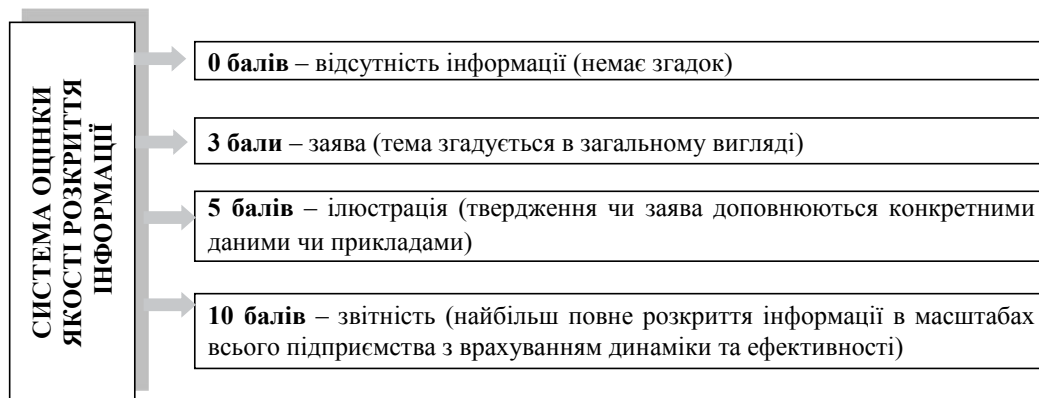 СИСТЕМА ОЦІНКИ
ЯКОСТІ РОЗКРИТТЯ
ІНФОРМАЦІЇ
0 балів – відсутність інформації (немає згадок)
3 бали – заява (тема згадується в загальному вигляді)
5 балів – ілюстрація (твердження чи заява доповнюються конкретними
даними чи прикладами)
10 балів – звітність (найбільш повне розкриття інформації в масштабах
всього підприємства з врахуванням динаміки та ефективності)